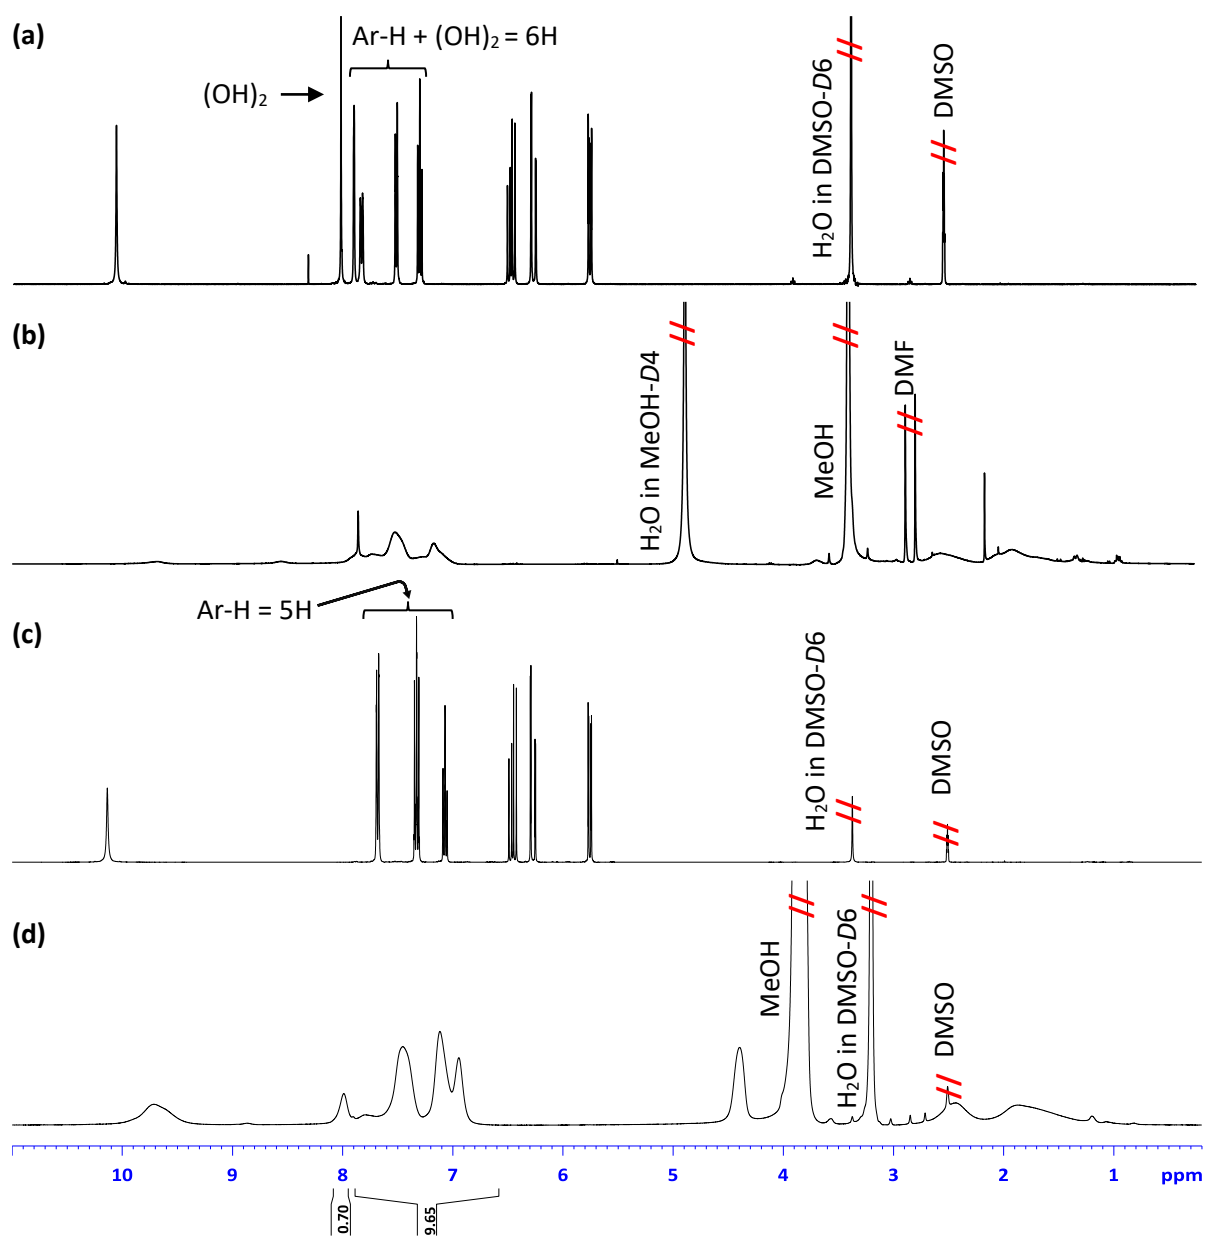 (a)
Ar-H + (OH)₂ = 6H
(OH)₂
H₂O in DMSO-D6
DMSO
(b)
H₂O in MeOH-D4
MeOH
DMF
Ar-H = 5H
(c)
H₂O in DMSO-D6
DMSO
(d)
MeOH
H₂O in DMSO-D6
DMSO
10 9 8 7 6 5 4 3 2 1 ppm
0.70
9.65